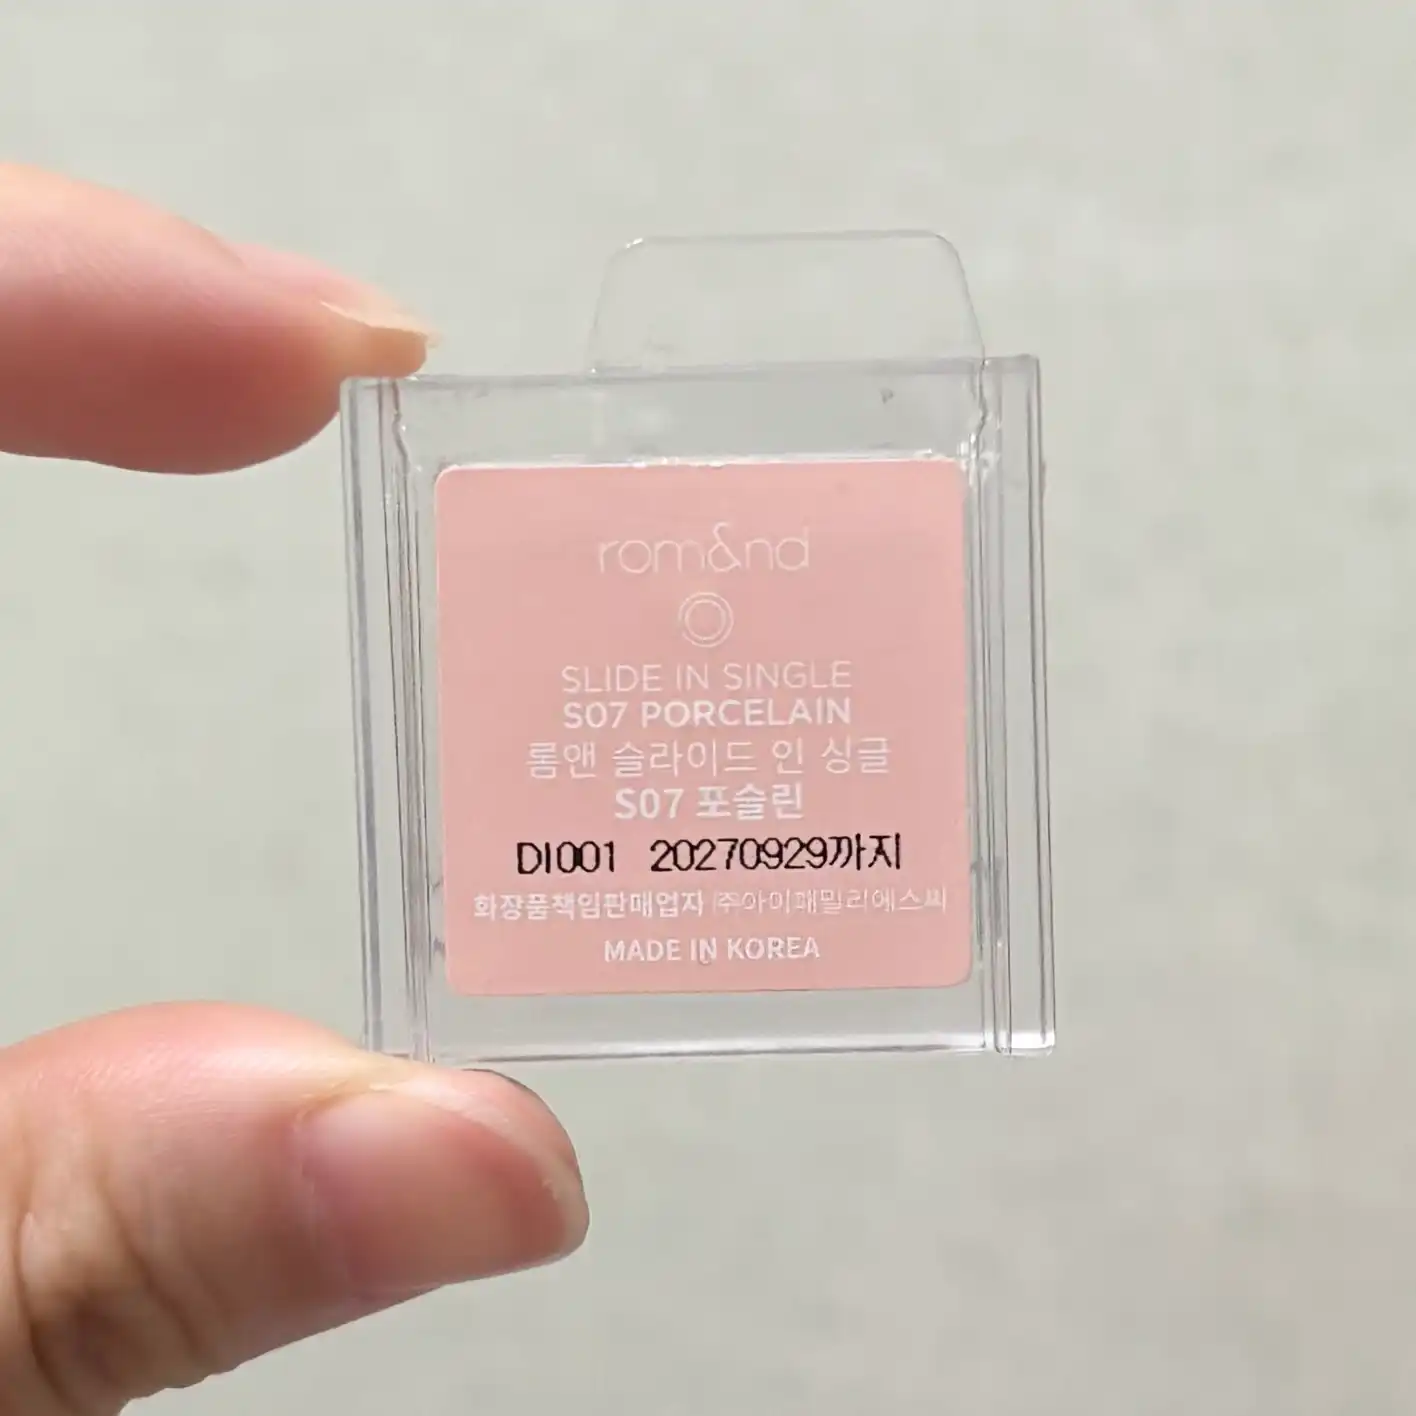 rom&nd
SLIDE IN SINGLE
S07 PORCELAIN
롬앤 슬라이드 인 싱글
S07 포슬린
DI001 20270929까지
화장품책임판매업자 ㈜아이패밀리에스씨
MADE IN KOREA